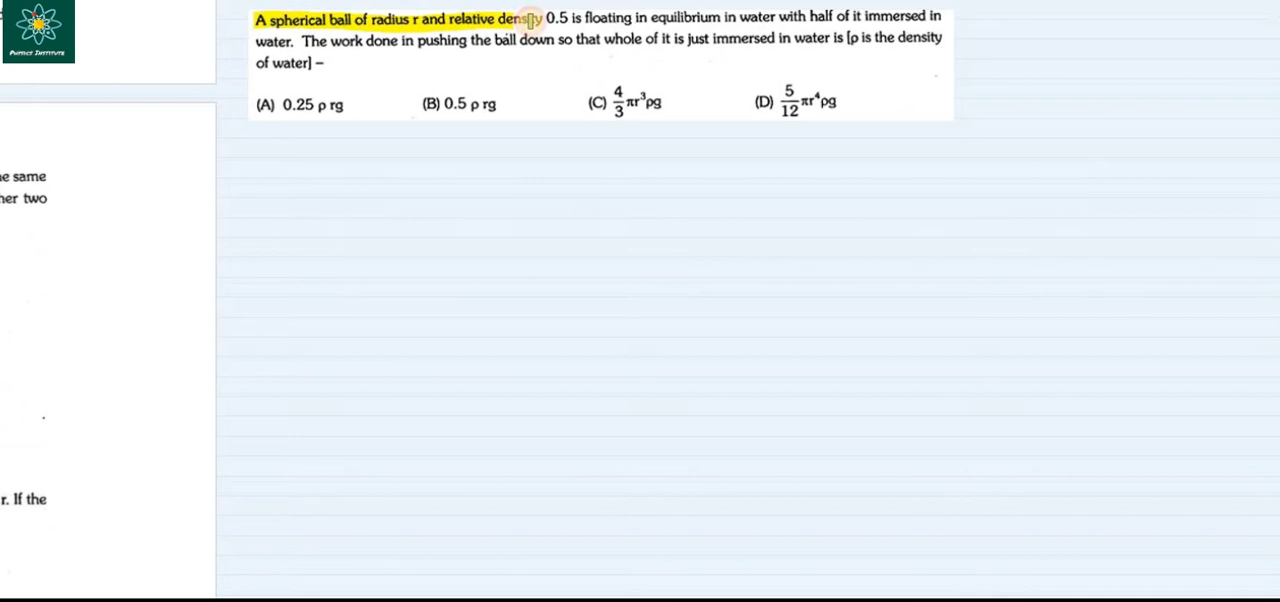 PHYSICS INSTITUTE
A spherical ball of radius r and relative density 0.5 is floating in equilibrium in water with half of it immersed in
water. The work done in pushing the ball down so that whole of it is just immersed in water is [ρ is the density
of water] –
(A) 0.25 ρ rg (B) 0.5 ρ rg (C) 4/3 πr³ρg (D) 5/12 πr⁴ρg
e same
her two
r. If the